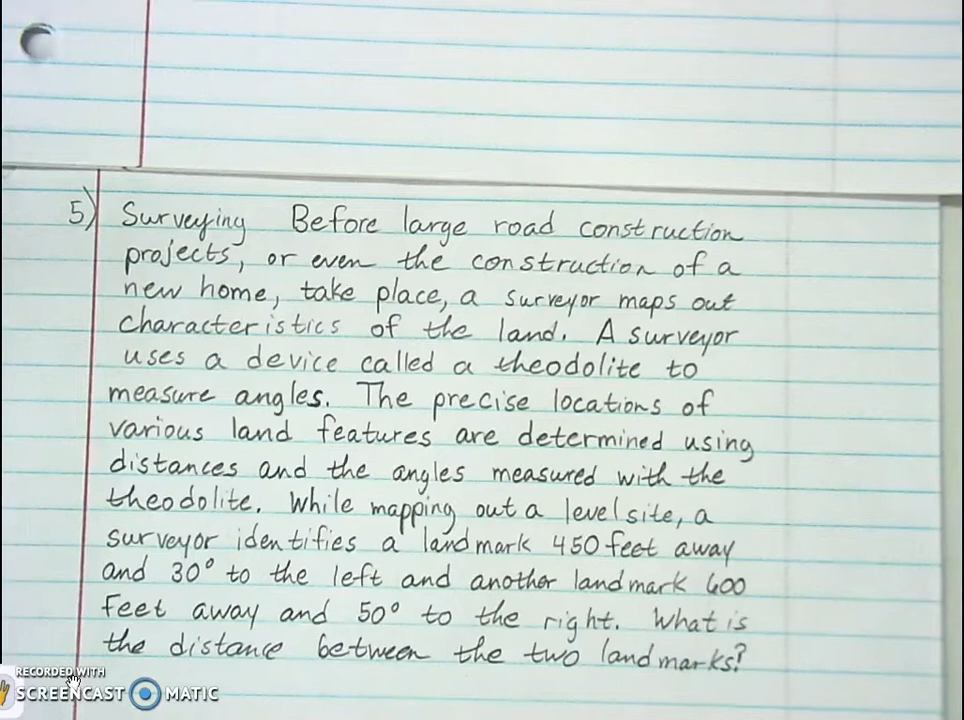 5) Surveying Before large road construction
projects, or even the construction of a
new home, take place, a surveyor maps out
characteristics of the land. A surveyor
uses a device called a theodolite to
measure angles. The precise locations of
various land features are determined using
distances and the angles measured with the
theodolite. While mapping out a level site, a
surveyor identifies a landmark 450 feet away
and 30° to the left and another landmark 600
feet away and 50° to the right. What is
the distance between the two landmarks?
RECORDED WITH
SCREENCAST MATIC